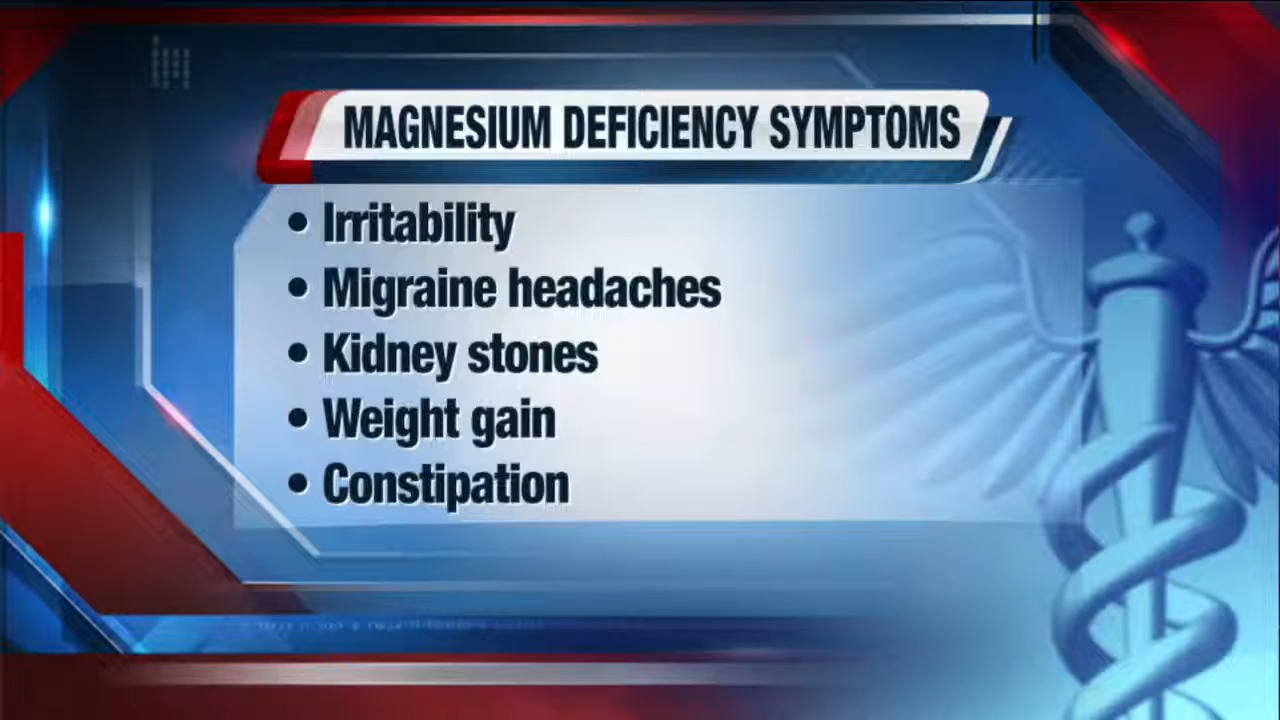 MAGNESIUM DEFICIENCY SYMPTOMS
• Irritability
• Migraine headaches
• Kidney stones
• Weight gain
• Constipation